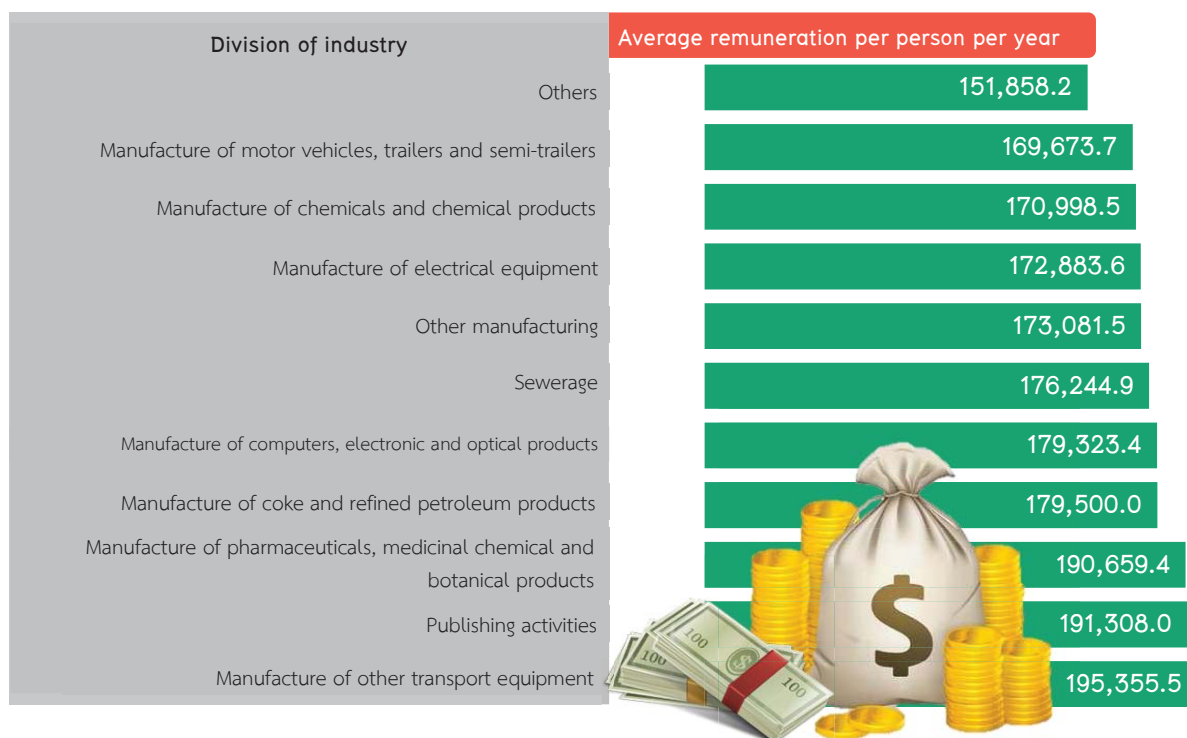 Division of industry
Average remuneration per person per year
Others
151,858.2
Manufacture of motor vehicles, trailers and semi-trailers
169,673.7
Manufacture of chemicals and chemical products
170,998.5
Manufacture of electrical equipment
172,883.6
Other manufacturing
173,081.5
Sewerage
176,244.9
Manufacture of computers, electronic and optical products
179,323.4
Manufacture of coke and refined petroleum products
179,500.0
Manufacture of pharmaceuticals, medicinal chemical and
botanical products
190,659.4
Publishing activities
191,308.0
Manufacture of other transport equipment
195,355.5
$
100
100
100
$
100